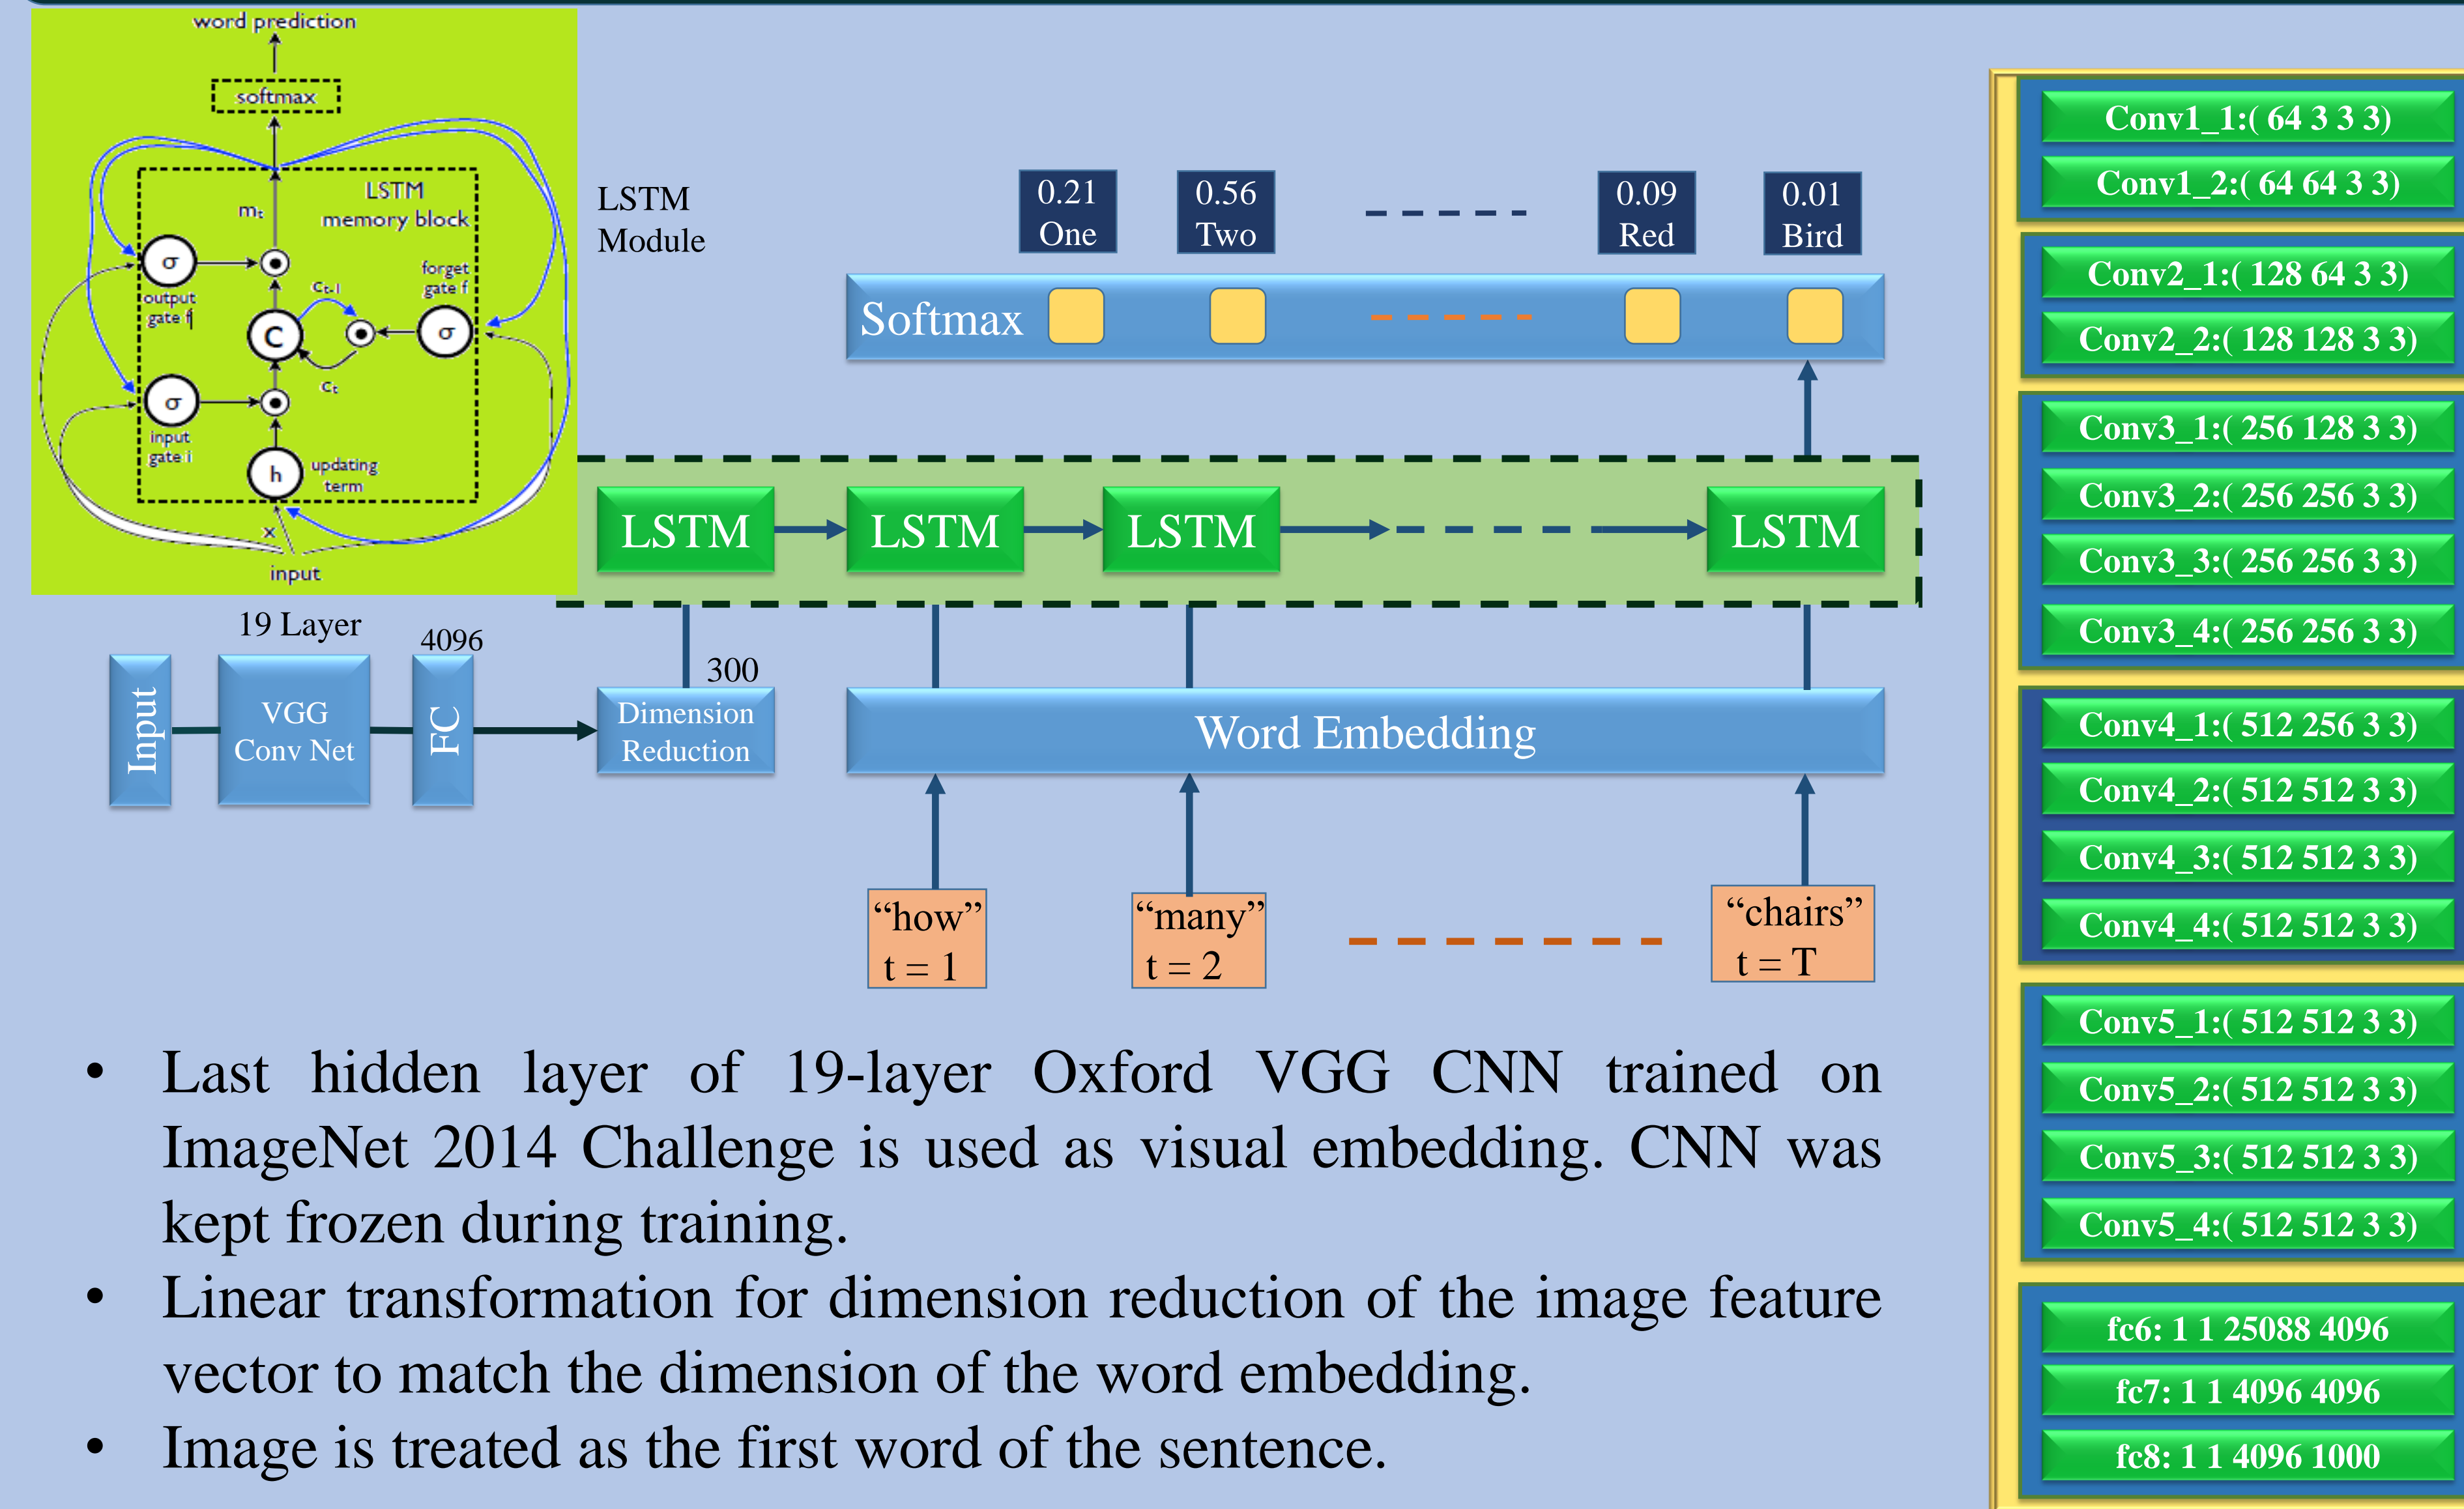 word prediction
softmax
LSTM
memory block
mt
σ
output
gate f
forget
gate f
ct-1
C
σ
ct
σ
input
gate i
h
updating
term
x
input
LSTM
Module
0.21
One
0.56
Two
0.09
Red
0.01
Bird
Softmax
LSTM
LSTM
LSTM
LSTM
19 Layer
4096
300
Input
VGG
Conv Net
FC
Dimension
Reduction
Word Embedding
“how”
t = 1
“many”
t = 2
“chairs”
t = T
• Last hidden layer of 19-layer Oxford VGG CNN trained on
ImageNet 2014 Challenge is used as visual embedding. CNN was
kept frozen during training.
• Linear transformation for dimension reduction of the image feature
vector to match the dimension of the word embedding.
• Image is treated as the first word of the sentence.
Conv1_1:( 64 3 3 3)
Conv1_2:( 64 64 3 3)
Conv2_1:( 128 64 3 3)
Conv2_2:( 128 128 3 3)
Conv3_1:( 256 128 3 3)
Conv3_2:( 256 256 3 3)
Conv3_3:( 256 256 3 3)
Conv3_4:( 256 256 3 3)
Conv4_1:( 512 256 3 3)
Conv4_2:( 512 512 3 3)
Conv4_3:( 512 512 3 3)
Conv4_4:( 512 512 3 3)
Conv5_1:( 512 512 3 3)
Conv5_2:( 512 512 3 3)
Conv5_3:( 512 512 3 3)
Conv5_4:( 512 512 3 3)
fc6: 1 1 25088 4096
fc7: 1 1 4096 4096
fc8: 1 1 4096 1000